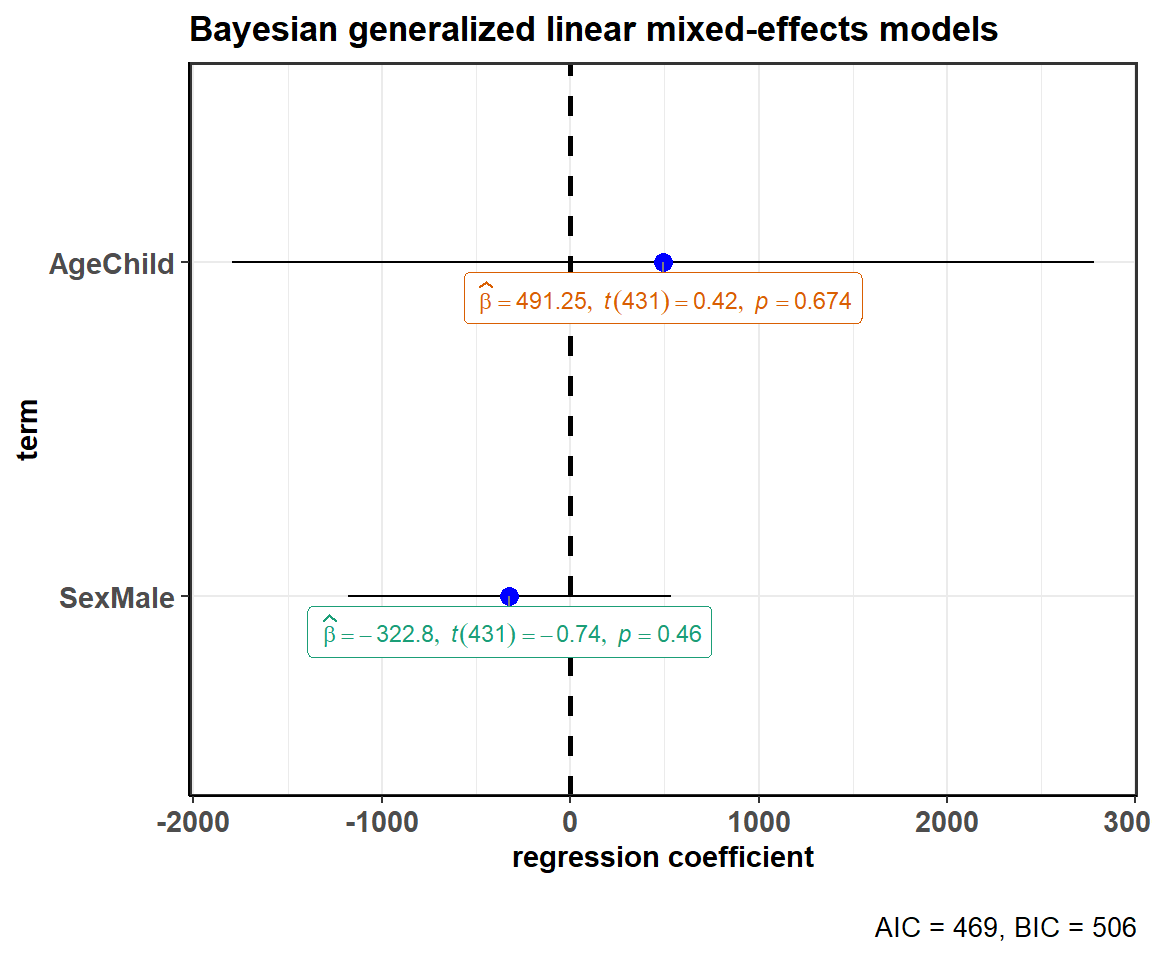 Bayesian generalized linear mixed-effects models
term
AgeChild
β̂ = 491.25, t(431) = 0.42, p = 0.674
SexMale
β̂ = −322.8, t(431) = −0.74, p = 0.46
-2000 -1000 0 1000 2000 300
regression coefficient
AIC = 469, BIC = 506